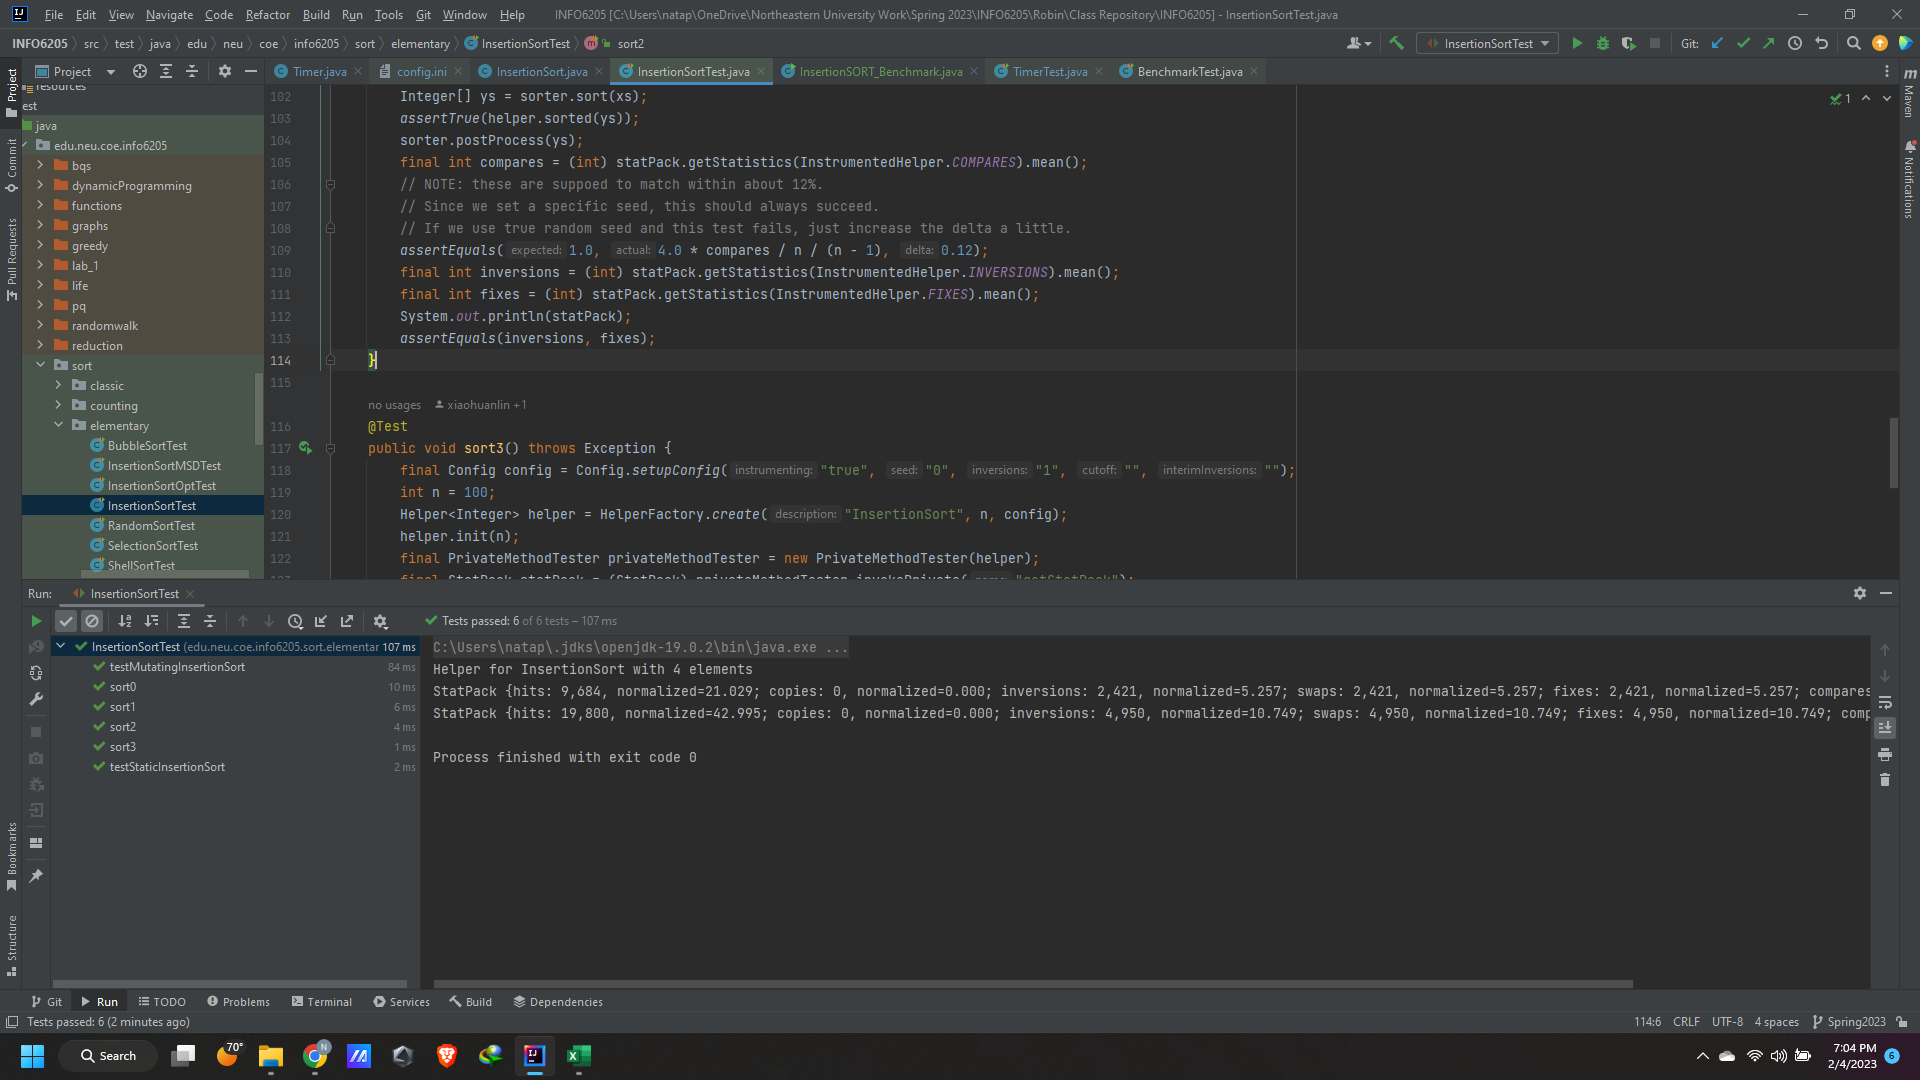 File Edit View Navigate Code Refactor Build Run Tools Git Window Help INFO6205 [C:\Users\natap\OneDrive\Northeastern University Work\Spring 2023\INFO6205\Robin\Class Repository\INFO6205] - InsertionSortTest.java
INFO6205 src test java edu neu coe info6205 sort elementary InsertionSortTest sort2 InsertionSortTest Git:
Project Timer.java config.ini InsertionSort.java InsertionSortTest.java InsertionSORT_Benchmark.java TimerTest.java BenchmarkTest.java
Project
Commit
Pull Requests
Bookmarks
Structure
Maven
Notifications
resources
est
java
edu.neu.coe.info6205
bqs
dynamicProgramming
functions
graphs
greedy
lab_1
life
pq
randomwalk
reduction
sort
classic
counting
elementary
BubbleSortTest
InsertionSortMSDTest
InsertionSortOptTest
InsertionSortTest
RandomSortTest
SelectionSortTest
ShellSortTest
1
102 Integer[] ys = sorter.sort(xs);
103 assertTrue(helper.sorted(ys));
104 sorter.postProcess(ys);
105 final int compares = (int) statPack.getStatistics(InstrumentedHelper.COMPARES).mean();
106 // NOTE: these are suppoed to match within about 12%.
107 // Since we set a specific seed, this should always succeed.
108 // If we use true random seed and this test fails, just increase the delta a little.
109 assertEquals( expected: 1.0, actual: 4.0 * compares / n / (n - 1), delta: 0.12);
110 final int inversions = (int) statPack.getStatistics(InstrumentedHelper.INVERSIONS).mean();
111 final int fixes = (int) statPack.getStatistics(InstrumentedHelper.FIXES).mean();
112 System.out.println(statPack);
113 assertEquals(inversions, fixes);
114 }
115
no usages xiaohuanlin +1
116 @Test
117 public void sort3() throws Exception {
118 final Config config = Config.setupConfig( instrumenting: "true", seed: "0", inversions: "1", cutoff: "", interimInversions: "");
119 int n = 100;
120 Helper<Integer> helper = HelperFactory.create( description: "InsertionSort", n, config);
121 helper.init(n);
122 final PrivateMethodTester privateMethodTester = new PrivateMethodTester(helper);
Run: InsertionSortTest
Tests passed: 6 of 6 tests – 107 ms
InsertionSortTest (edu.neu.coe.info6205.sort.elementar 107 ms
testMutatingInsertionSort 84 ms
sort0 10 ms
sort1 6 ms
sort2 4 ms
sort3 1 ms
testStaticInsertionSort 2 ms
C:\Users\natap\.jdks\openjdk-19.0.2\bin\java.exe ...
Helper for InsertionSort with 4 elements
StatPack {hits: 9,684, normalized=21.029; copies: 0, normalized=0.000; inversions: 2,421, normalized=5.257; swaps: 2,421, normalized=5.257; fixes: 2,421, normalized=5.257; compares
StatPack {hits: 19,800, normalized=42.995; copies: 0, normalized=0.000; inversions: 4,950, normalized=10.749; swaps: 4,950, normalized=10.749; fixes: 4,950, normalized=10.749; comp
Process finished with exit code 0
Git Run TODO Problems Terminal Services Build Dependencies
Tests passed: 6 (2 minutes ago) 114:6 CRLF UTF-8 4 spaces Spring2023
Search 70° 7:04 PM
2/4/2023 6